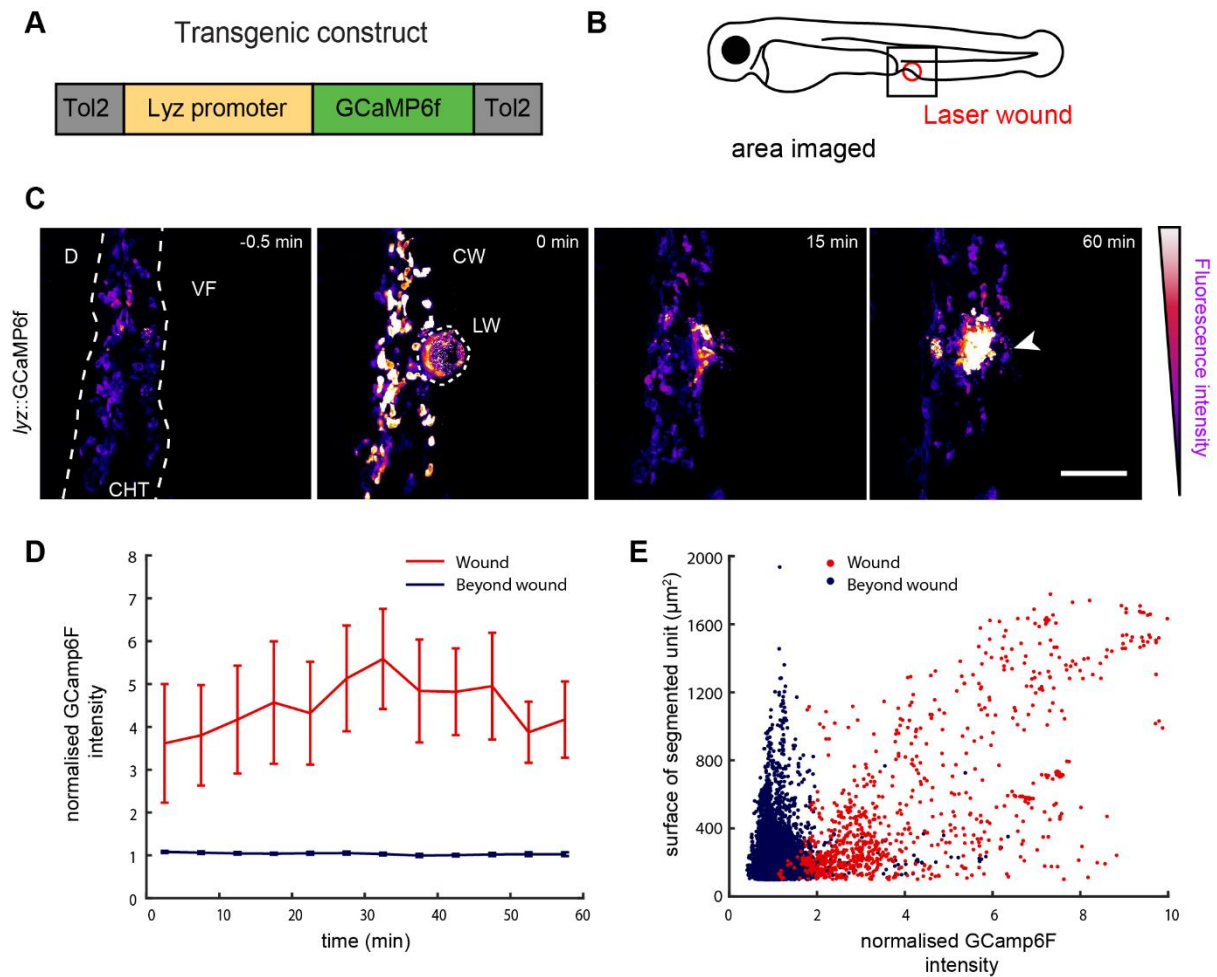 A
Transgenic construct
Tol2 Lyz promoter GCaMP6f Tol2
B
Laser wound
area imaged
C
lyz::GCaMP6f
D
VF
CHT
-0.5 min
CW
LW
0 min
15 min
60 min
Fluorescence intensity
D
normalised GCamp6F
intensity
8
7
6
5
4
3
2
1
0
Wound
Beyond wound
0 10 20 30 40 50 60
time (min)
E
surface of segmented unit (µm²)
2000
1600
1200
800
400
0
Wound
Beyond wound
0 2 4 6 8 10
normalised GCamp6F
intensity